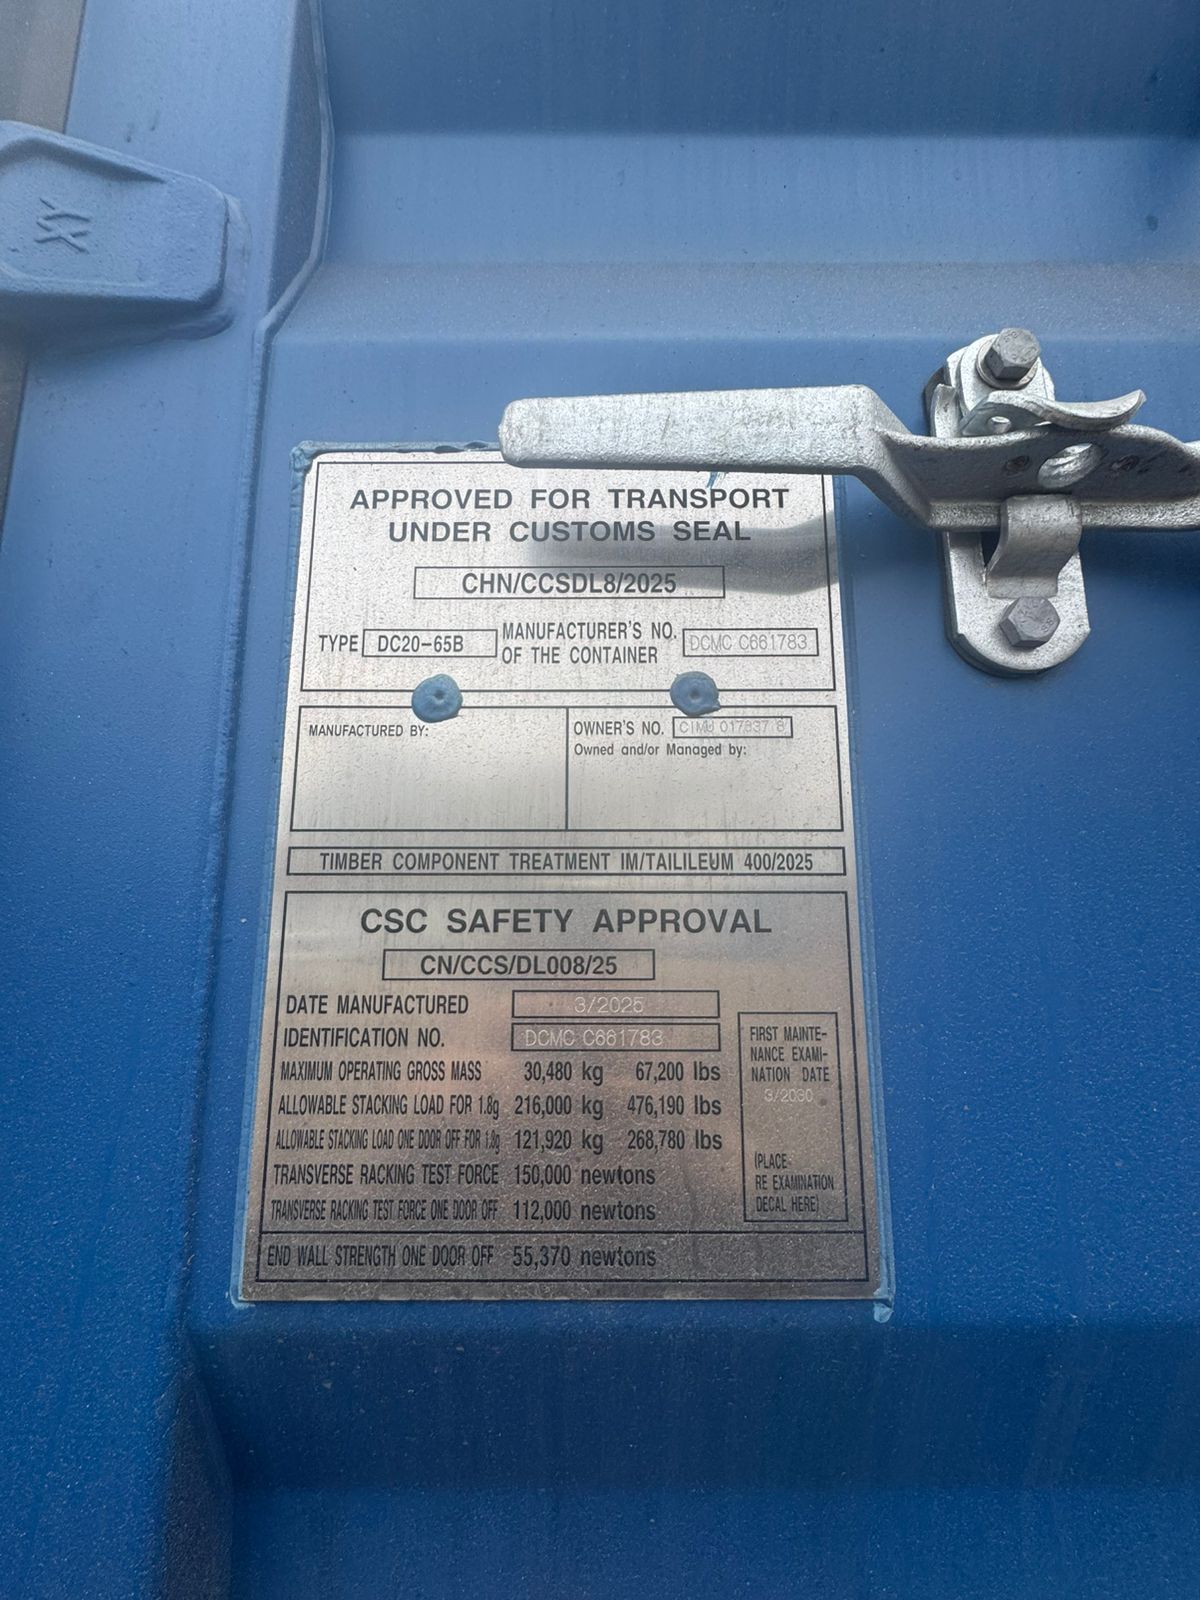 APPROVED FOR TRANSPORT
UNDER CUSTOMS SEAL
CHN/CCSDL8/2025
TYPE DC20-65B MANUFACTURER'S NO. OF THE CONTAINER DCMC C661783
MANUFACTURED BY:
OWNER'S NO. CIMU 017837 8
Owned and/or Managed by:
TIMBER COMPONENT TREATMENT IM/TAILILEUM 400/2025
CSC SAFETY APPROVAL
CN/CCS/DL008/25
DATE MANUFACTURED 3/2025
IDENTIFICATION NO. DCMC C661783
MAXIMUM OPERATING GROSS MASS 30,480 kg 67,200 lbs
ALLOWABLE STACKING LOAD FOR 1.8g 216,000 kg 476,190 lbs
ALLOWABLE STACKING LOAD ONE DOOR OFF FOR 1.8g 121,920 kg 268,780 lbs
TRANSVERSE RACKING TEST FORCE 150,000 newtons
TRANSVERSE RACKING TEST FORCE ONE DOOR OFF 112,000 newtons
END WALL STRENGTH ONE DOOR OFF 55,370 newtons
FIRST MAINTE-
NANCE EXAMI-
NATION DATE
3/2030
(PLACE
RE EXAMINATION
DECAL HERE)